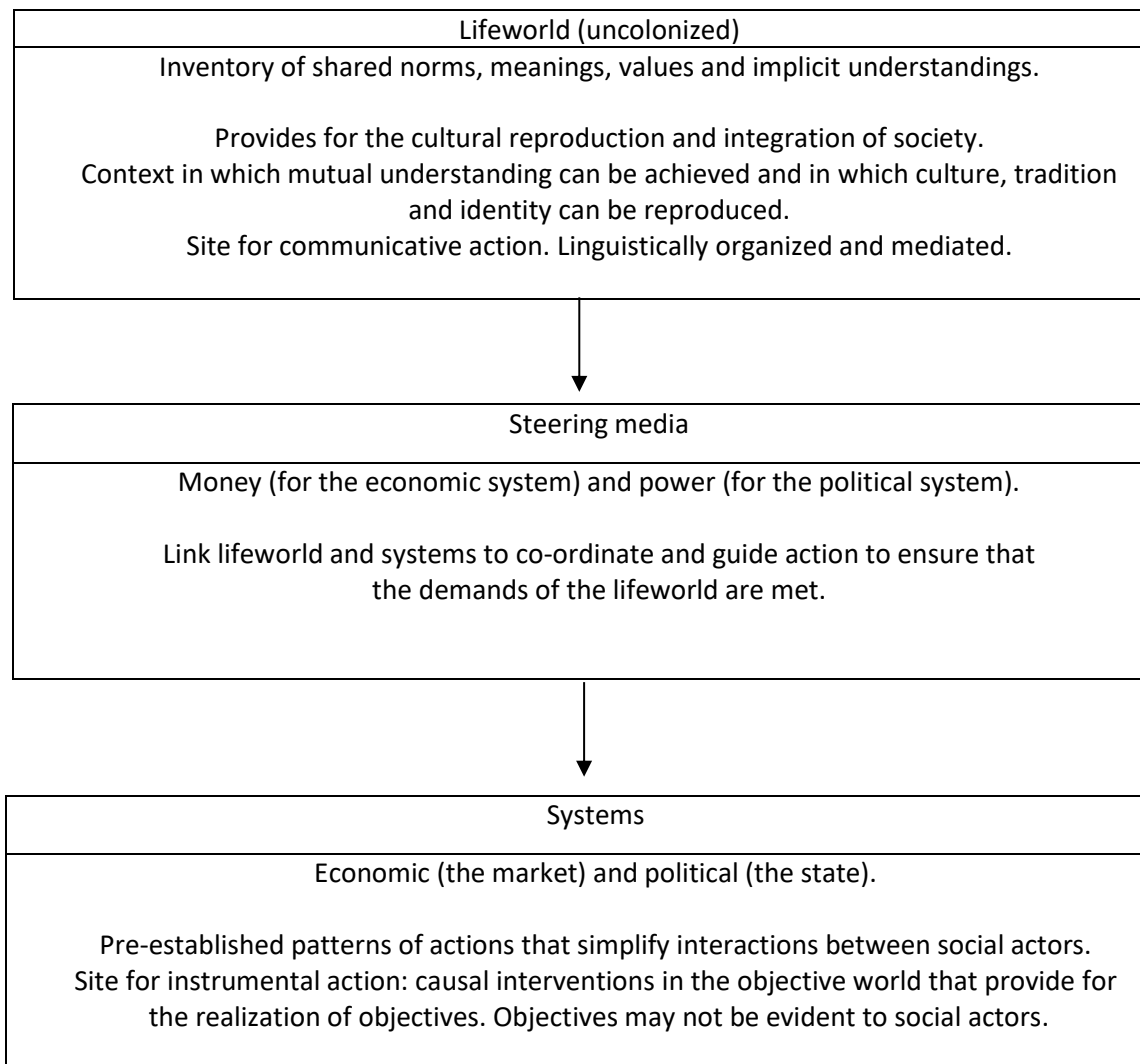 Lifeworld (uncolonized)
Inventory of shared norms, meanings, values and implicit understandings.
Provides for the cultural reproduction and integration of society.
Context in which mutual understanding can be achieved and in which culture, tradition
and identity can be reproduced.
Site for communicative action. Linguistically organized and mediated.
Steering media
Money (for the economic system) and power (for the political system).
Link lifeworld and systems to co-ordinate and guide action to ensure that
the demands of the lifeworld are met.
Systems
Economic (the market) and political (the state).
Pre-established patterns of actions that simplify interactions between social actors.
Site for instrumental action: causal interventions in the objective world that provide for
the realization of objectives. Objectives may not be evident to social actors.